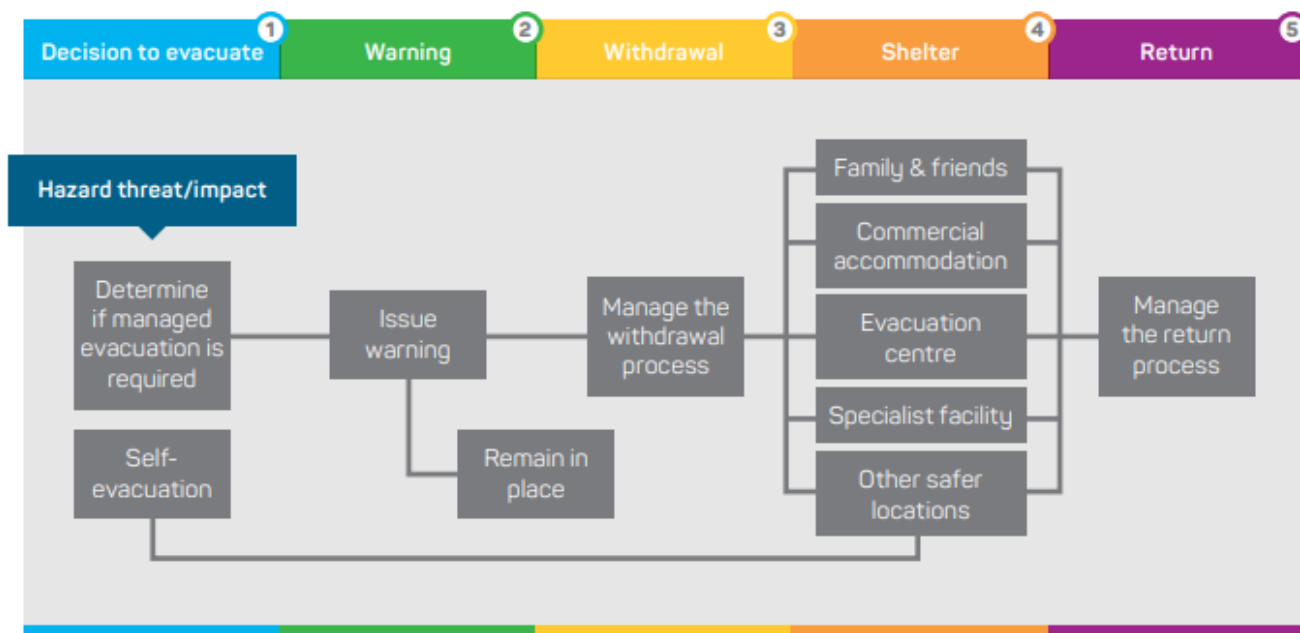 1
2
3
4
5
Decision to evacuate
Warning
Withdrawal
Shelter
Return
Hazard threat/impact
Determine
if managed
evacuation is
required
Self-
evacuation
Issue
warning
Remain in
place
Manage the
withdrawal
process
Family & friends
Commercial
accommodation
Evacuation
centre
Specialist facility
Other safer
locations
Manage
the return
process